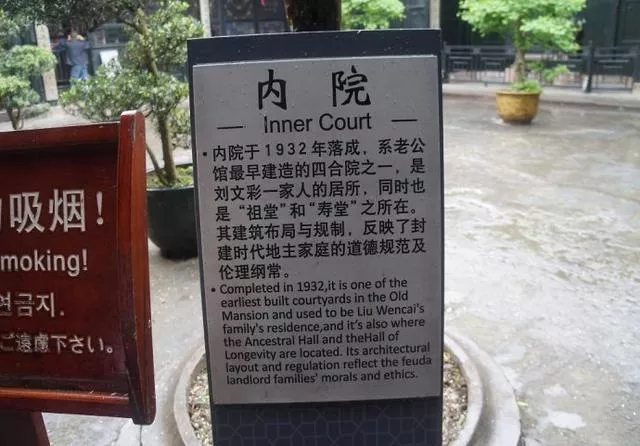 内院
Inner Court
• 内院于1932年落成，系老公
馆最早建造的四合院之一，是
刘文彩一家人的居所，同时也
是“祖堂”和“寿堂”之所在。
其建筑布局与规制，反映了封
建时代地主家庭的道德规范及
伦理纲常。
• Completed in 1932,it is one of the
earliest built courtyards in the Old
Mansion and used to be Liu Wencai's
family's residence,and it's also where
the Ancestral Hall and theHall of
Longevity are located. Its architectural
layout and regulation reflect the feuda
landlord families' morals and ethics.
吸烟！
moking!
연금지.
ご遠慮下さい。